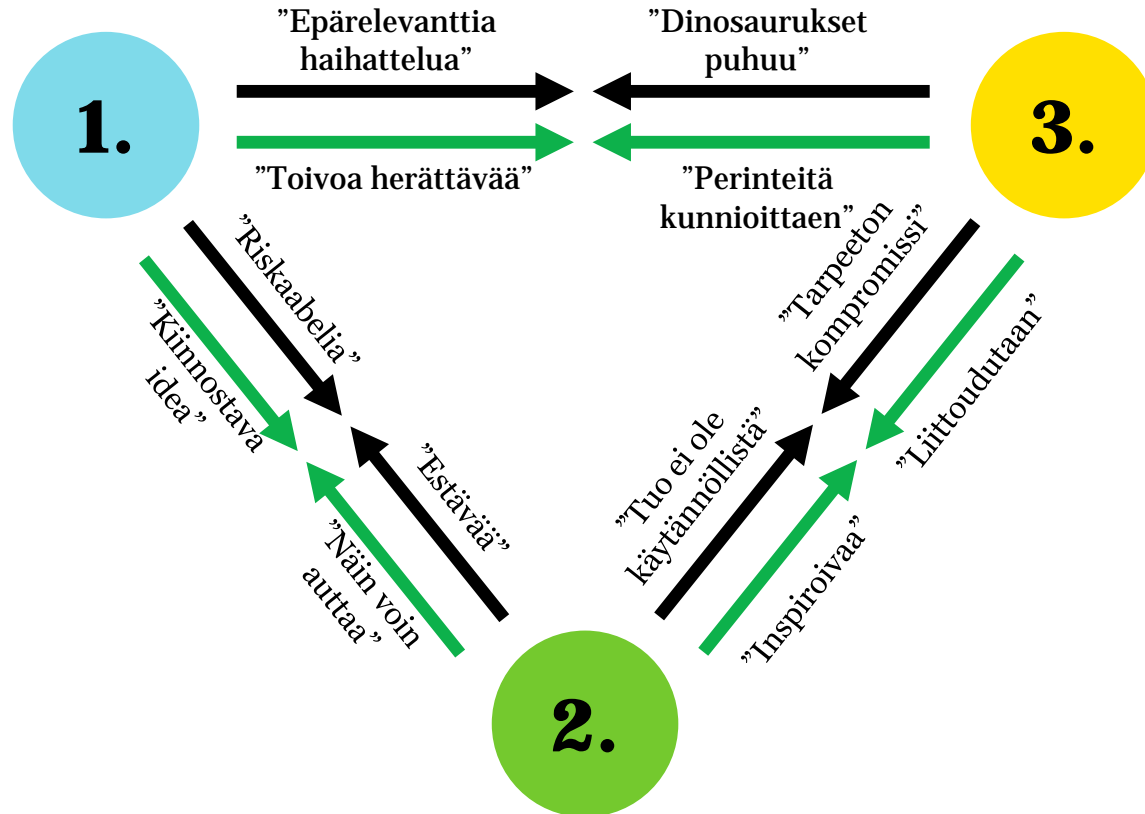 ”Epärelevanttia
haihattelua”
”Dinosaurukset
puhuu”
1.
3.
”Toivoa herättävää”
”Perinteitä
kunnioittaen”
”Riskaabelia”
”Kiinnostava
idea”
”Tarpeeton
kompromissi”
”Liittoudutaan”
”Estävää”
”Näin voin
auttaa”
”Tuo ei ole
käytännöllistä”
”Inspiroivaa”
2.